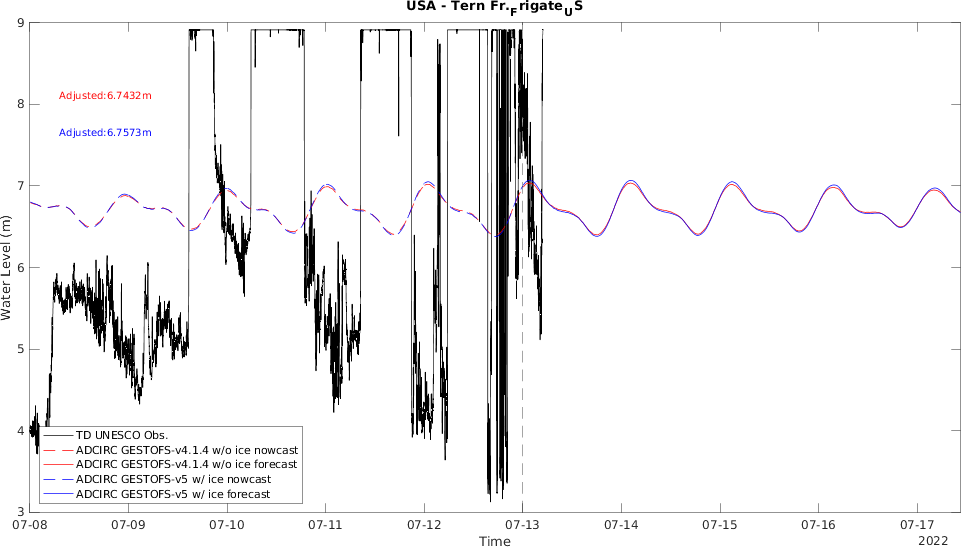 USA - Tern Fr.FrigateUS
9
8
7
6
5
4
3
Water Level (m)
Adjusted:6.7432m
Adjusted:6.7573m
TD UNESCO Obs.
ADCIRC GESTOFS-v4.1.4 w/o ice nowcast
ADCIRC GESTOFS-v4.1.4 w/o ice forecast
ADCIRC GESTOFS-v5 w/ ice nowcast
ADCIRC GESTOFS-v5 w/ ice forecast
07-08 07-09 07-10 07-11 07-12 07-13 07-14 07-15 07-16 07-17
Time
2022